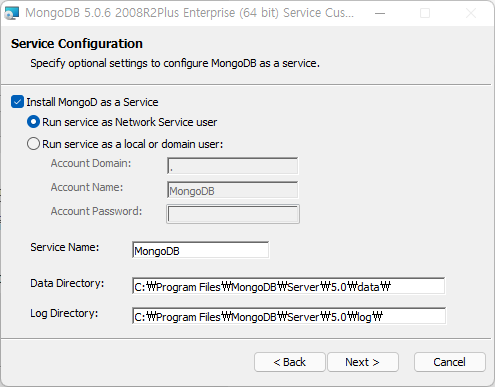 MongoDB 5.0.6 2008R2Plus Enterprise (64 bit) Service Cus...
Service Configuration
Specify optional settings to configure MongoDB as a service.
Install MongoD as a Service
Run service as Network Service user
Run service as a local or domain user:
Account Domain: .
Account Name: MongoDB
Account Password:
Service Name: MongoDB
Data Directory: C:₩Program Files₩MongoDB₩Server₩5.0₩data₩
Log Directory: C:₩Program Files₩MongoDB₩Server₩5.0₩log₩
< Back Next > Cancel